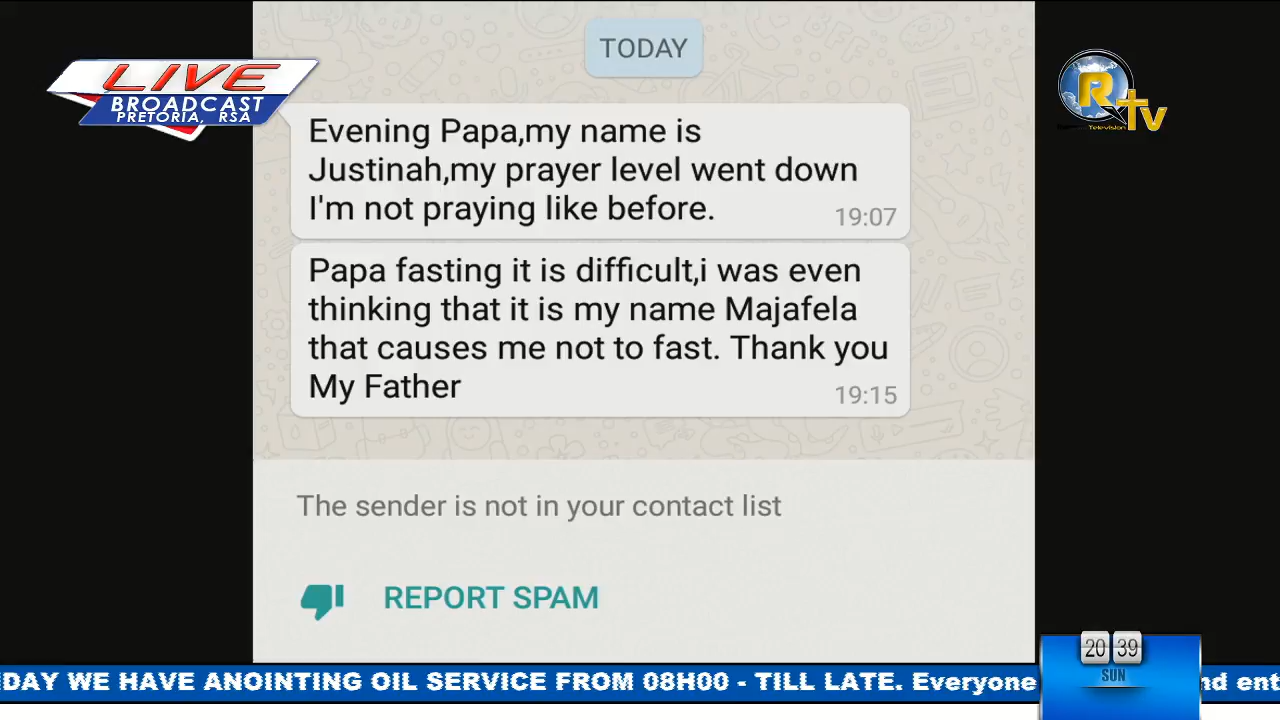 TODAY
LIVE
BROADCAST
PRETORIA, RSA
R
tv
Television
Evening Papa,my name is
Justinah,my prayer level went down
I'm not praying like before.
19:07
Papa fasting it is difficult,i was even
thinking that it is my name Majafela
that causes me not to fast. Thank you
My Father
19:15
The sender is not in your contact list
REPORT SPAM
20 39
SUN
DAY WE HAVE ANOINTING OIL SERVICE FROM 08H00 - TILL LATE. Everyone